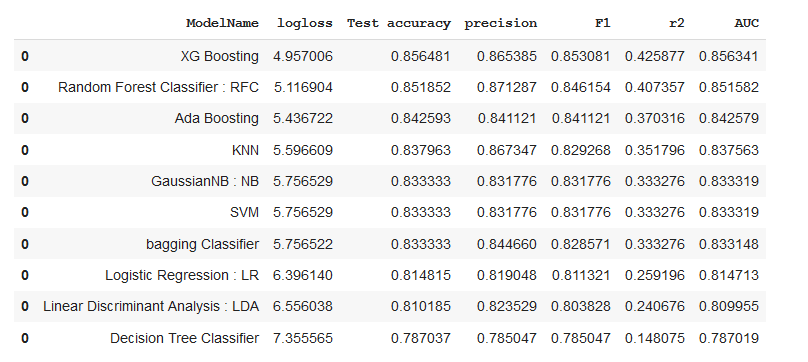 ModelName logloss Test accuracy precision F1 r2 AUC
0 XG Boosting 4.957006 0.856481 0.865385 0.853081 0.425877 0.856341
0 Random Forest Classifier : RFC 5.116904 0.851852 0.871287 0.846154 0.407357 0.851582
0 Ada Boosting 5.436722 0.842593 0.841121 0.841121 0.370316 0.842579
0 KNN 5.596609 0.837963 0.867347 0.829268 0.351796 0.837563
0 GaussianNB : NB 5.756529 0.833333 0.831776 0.831776 0.333276 0.833319
0 SVM 5.756529 0.833333 0.831776 0.831776 0.333276 0.833319
0 bagging Classifier 5.756522 0.833333 0.844660 0.828571 0.333276 0.833148
0 Logistic Regression : LR 6.396140 0.814815 0.819048 0.811321 0.259196 0.814713
0 Linear Discriminant Analysis : LDA 6.556038 0.810185 0.823529 0.803828 0.240676 0.809955
0 Decision Tree Classifier 7.355565 0.787037 0.785047 0.785047 0.148075 0.787019